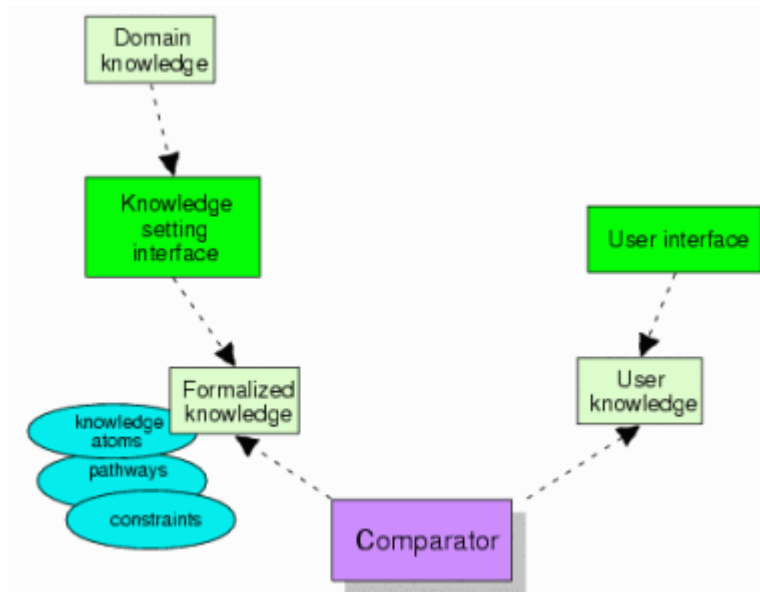 Domain
knowledge
Knowledge
setting
interface
User interface
Formalized
knowledge
User
knowledge
knowledge
atoms
pathways
constraints
Comparator